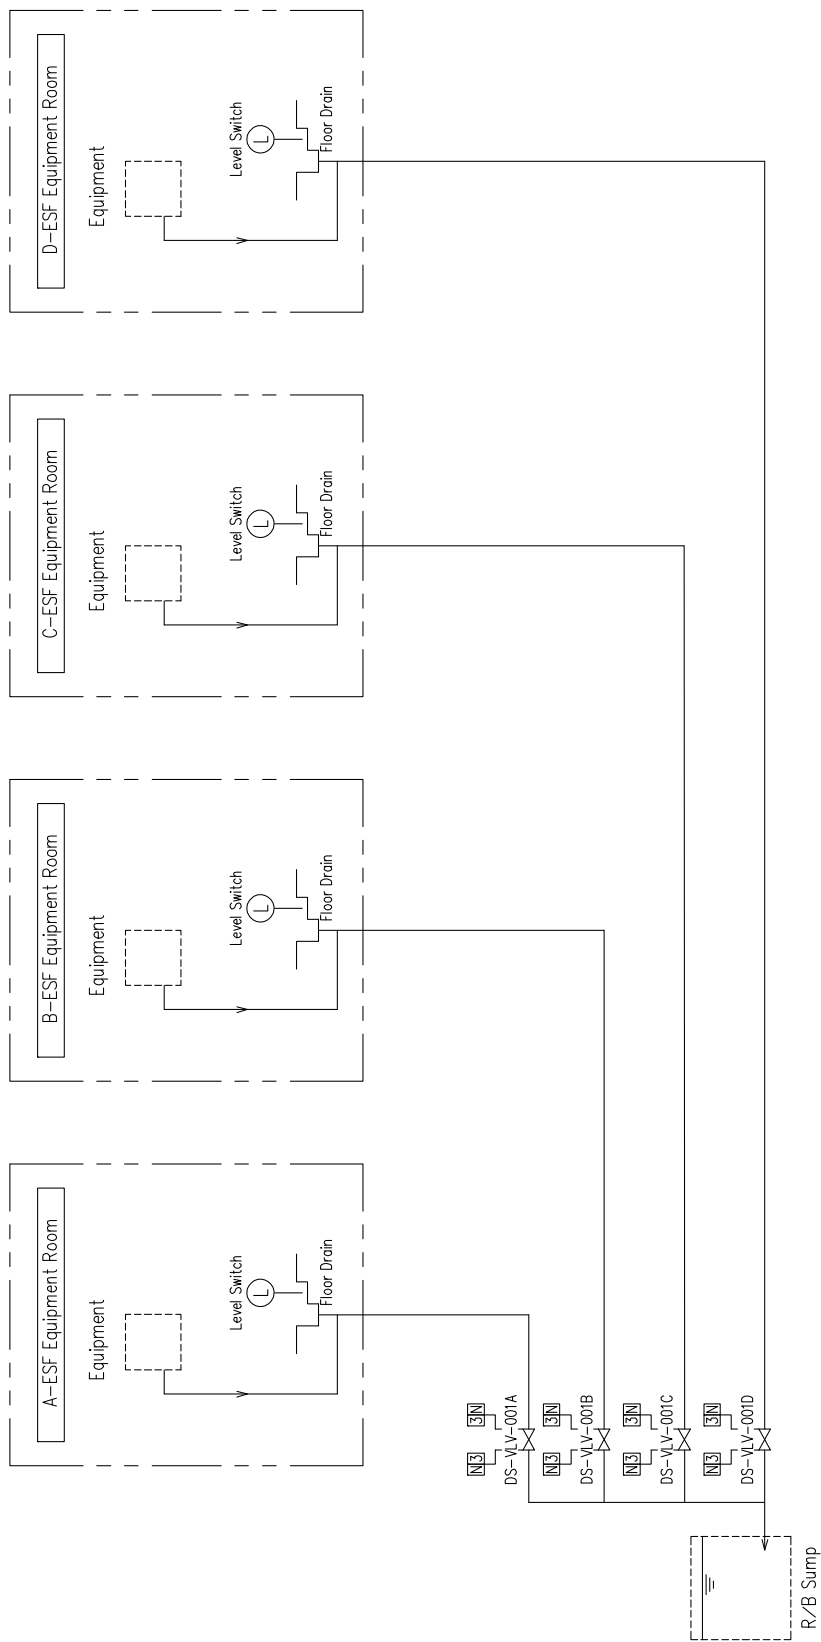 A-ESF Equipment Room
B-ESF Equipment Room
C-ESF Equipment Room
D-ESF Equipment Room
Equipment
Equipment
Equipment
Equipment
Level Switch
L
Floor Drain
Level Switch
L
Floor Drain
Level Switch
L
Floor Drain
Level Switch
L
Floor Drain
N3
3N
DS-VLV-001A
N3
3N
DS-VLV-001B
N3
3N
DS-VLV-001C
N3
3N
DS-VLV-001D
R/B Sump